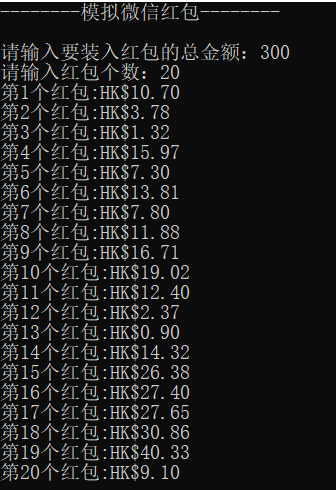 --------模拟微信红包--------
请输入要装入红包的总金额：300
请输入红包个数：20
第1个红包:HK$10.70
第2个红包:HK$3.78
第3个红包:HK$1.32
第4个红包:HK$15.97
第5个红包:HK$7.30
第6个红包:HK$13.81
第7个红包:HK$7.80
第8个红包:HK$11.88
第9个红包:HK$16.71
第10个红包:HK$19.02
第11个红包:HK$12.40
第12个红包:HK$2.37
第13个红包:HK$0.90
第14个红包:HK$14.32
第15个红包:HK$26.38
第16个红包:HK$27.40
第17个红包:HK$27.65
第18个红包:HK$30.86
第19个红包:HK$40.33
第20个红包:HK$9.10